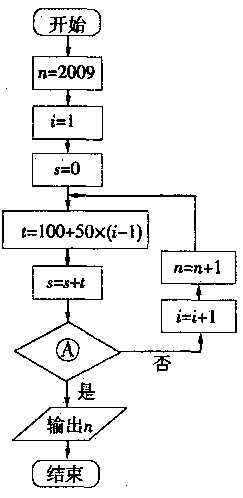 开始
n=2009
i=1
s=0
t=100+50×(i-1)
s=s+t
n=n+1
i=i+1
Ⓐ
否
是
输出n
结束